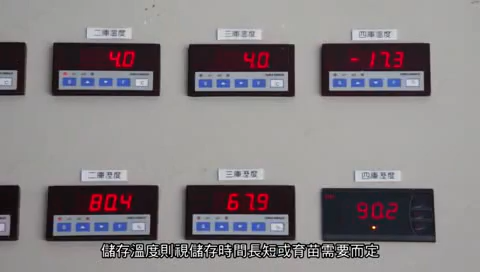 二庫溫度
三庫溫度
四庫溫度
4.0
4.0
-17.3
二庫溼度
三庫溼度
四庫溼度
80.4
67.9
90.2
儲存溫度則視儲存時間長短或育苗需要而定